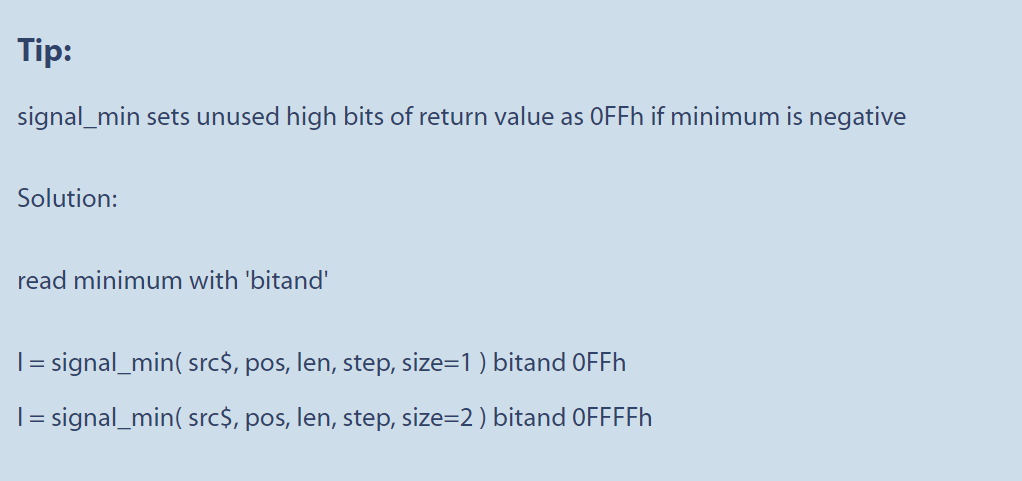 Tip:
signal_min sets unused high bits of return value as 0FFh if minimum is negative
Solution:
read minimum with 'bitand'
l = signal_min( src$, pos, len, step, size=1 ) bitand 0FFh
l = signal_min( src$, pos, len, step, size=2 ) bitand 0FFFFh